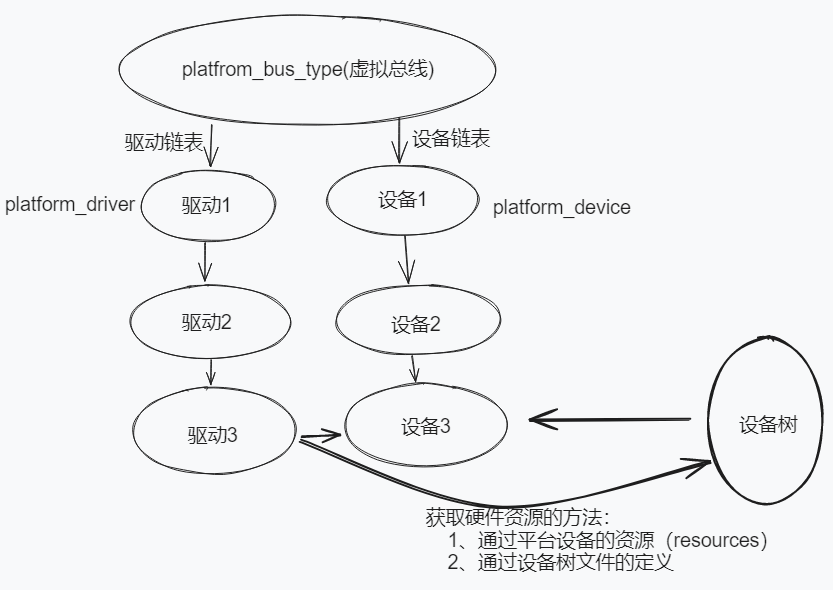 platfrom_bus_type(虚拟总线)
驱动链表
设备链表
platform_driver
驱动1
设备1
platform_device
驱动2
设备2
驱动3
设备3
设备树
获取硬件资源的方法：
1、通过平台设备的资源（resources）
2、通过设备树文件的定义